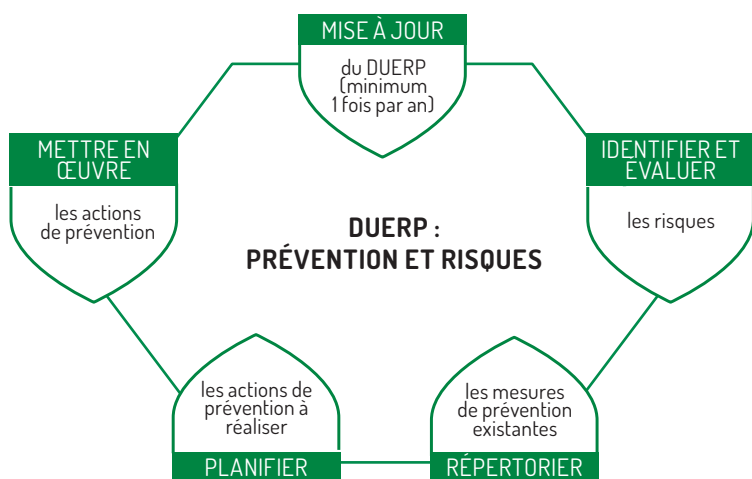 MISE À JOUR
du DUERP
(minimum
1 fois par an)
IDENTIFIER ET
ÉVALUER
les risques
les mesures
de prévention
existantes
RÉPERTORIER
les actions de
prévention à
réaliser
PLANIFIER
METTRE EN
ŒUVRE
les actions
de prévention
DUERP :
PRÉVENTION ET RISQUES